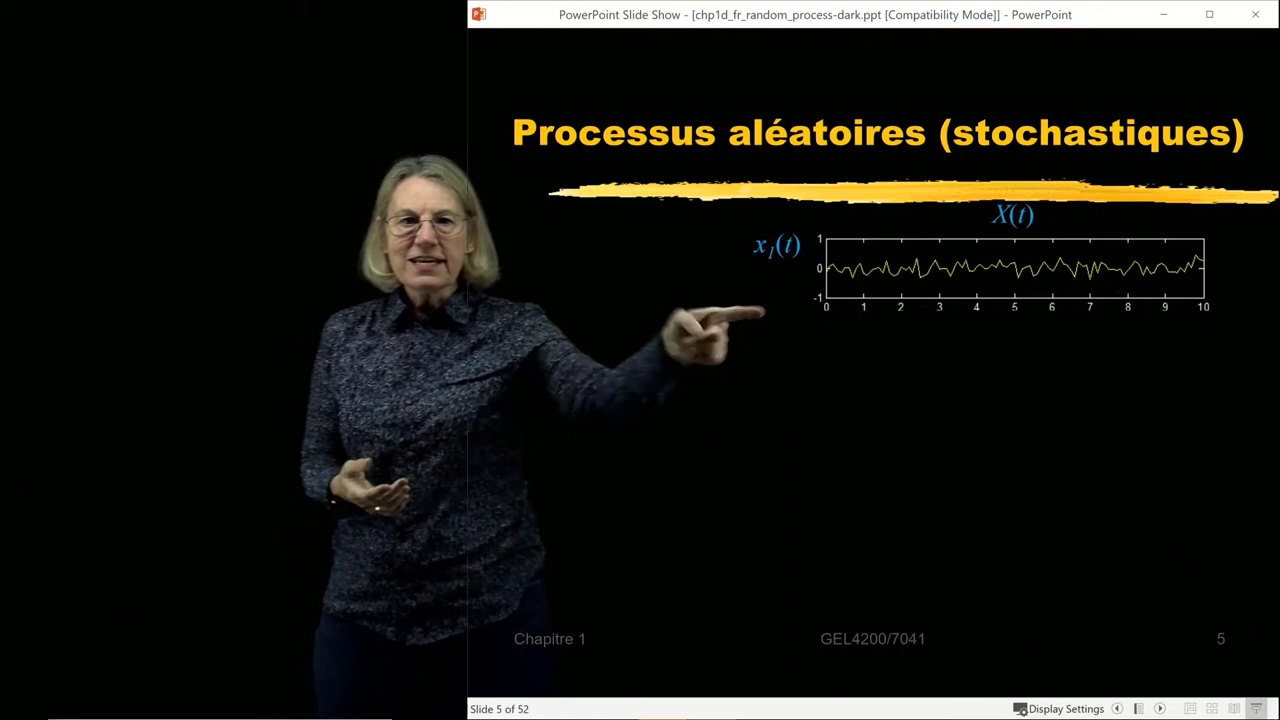 PowerPoint Slide Show - [chp1d_fr_random_process-dark.ppt [Compatibility Mode]] - PowerPoint
Processus aléatoires (stochastiques)
X(t)
x1(t)
1
0
-1
0 1 2 3 4 5 6 7 8 9 10
Chapitre 1 GEL4200/7041 5
Slide 5 of 52 Display Settings